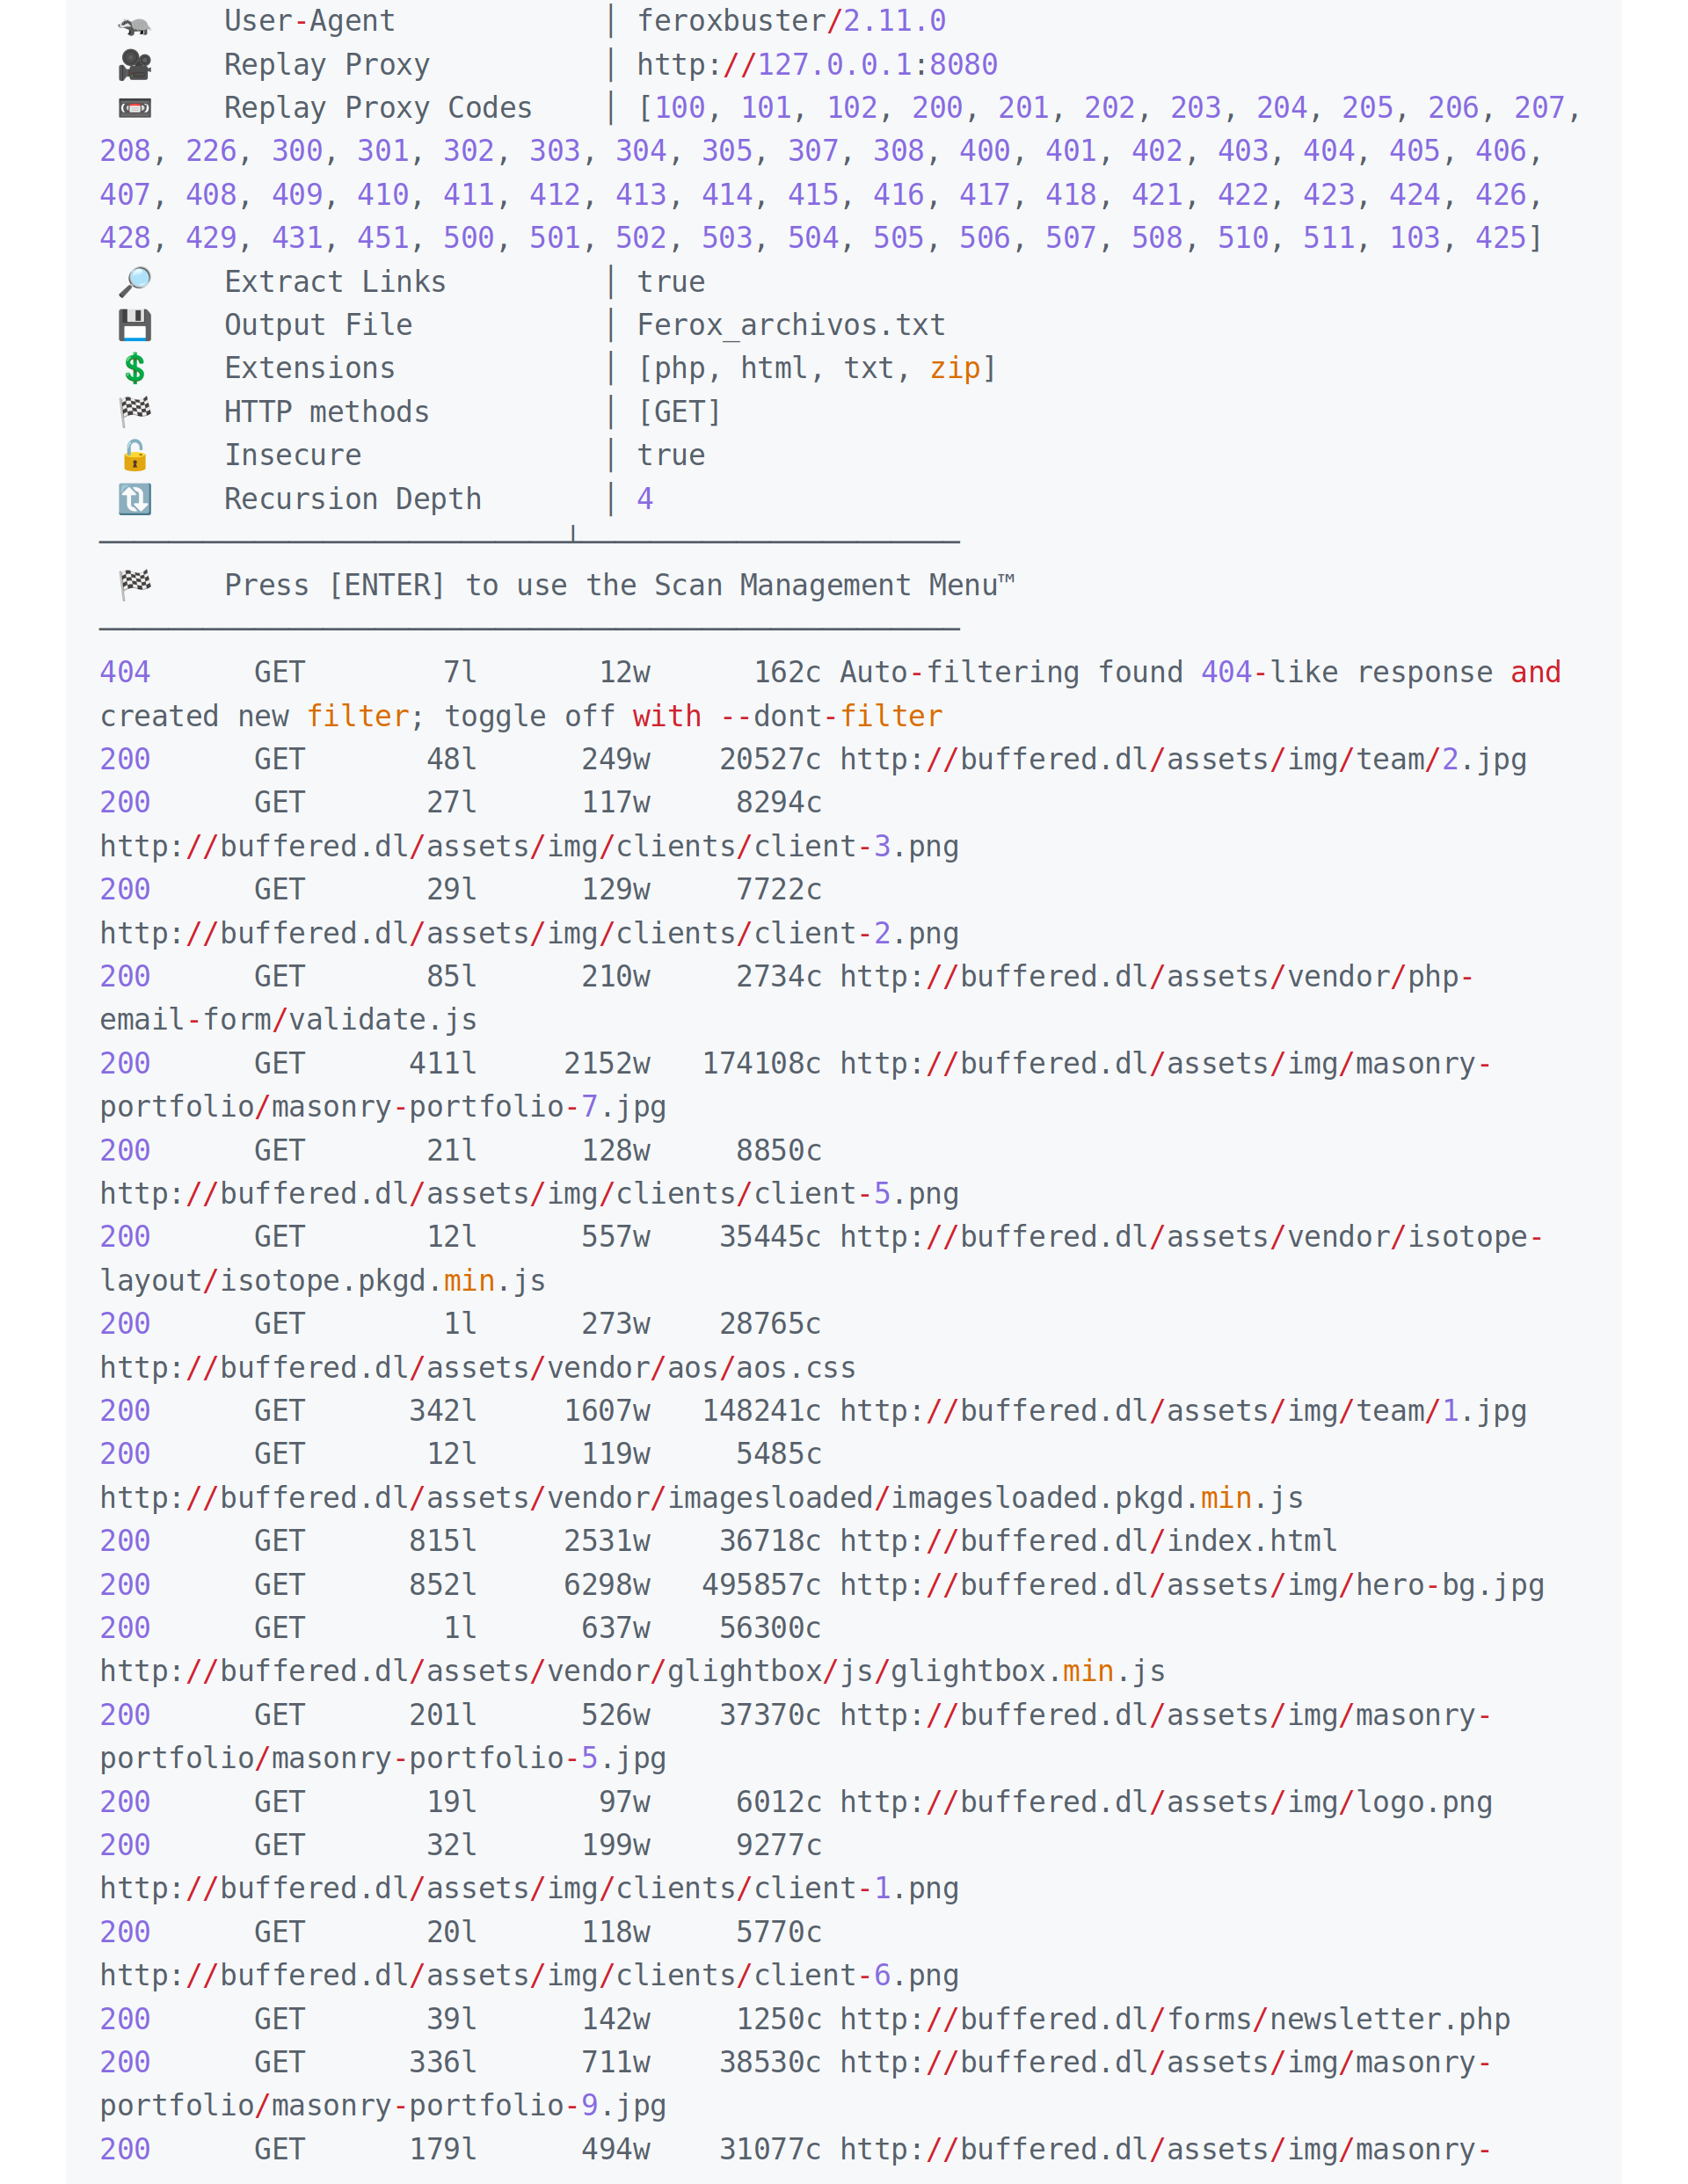 User-Agent │ feroxbuster/2.11.0
Replay Proxy │ http://127.0.0.1:8080
Replay Proxy Codes │ [100, 101, 102, 200, 201, 202, 203, 204, 205, 206, 207,
208, 226, 300, 301, 302, 303, 304, 305, 307, 308, 400, 401, 402, 403, 404, 405, 406,
407, 408, 409, 410, 411, 412, 413, 414, 415, 416, 417, 418, 421, 422, 423, 424, 426,
428, 429, 431, 451, 500, 501, 502, 503, 504, 505, 506, 507, 508, 510, 511, 103, 425]
Extract Links │ true
Output File │ Ferox_archivos.txt
Extensions │ [php, html, txt, zip]
HTTP methods │ [GET]
Insecure │ true
Recursion Depth │ 4
───────────────────────────┴──────────────────────
Press [ENTER] to use the Scan Management Menu™
──────────────────────────────────────────────────
404 GET 7l 12w 162c Auto-filtering found 404-like response and
created new filter; toggle off with --dont-filter
200 GET 48l 249w 20527c http://buffered.dl/assets/img/team/2.jpg
200 GET 27l 117w 8294c
http://buffered.dl/assets/img/clients/client-3.png
200 GET 29l 129w 7722c
http://buffered.dl/assets/img/clients/client-2.png
200 GET 85l 210w 2734c http://buffered.dl/assets/vendor/php-
email-form/validate.js
200 GET 411l 2152w 174108c http://buffered.dl/assets/img/masonry-
portfolio/masonry-portfolio-7.jpg
200 GET 21l 128w 8850c
http://buffered.dl/assets/img/clients/client-5.png
200 GET 12l 557w 35445c http://buffered.dl/assets/vendor/isotope-
layout/isotope.pkgd.min.js
200 GET 1l 273w 28765c
http://buffered.dl/assets/vendor/aos/aos.css
200 GET 342l 1607w 148241c http://buffered.dl/assets/img/team/1.jpg
200 GET 12l 119w 5485c
http://buffered.dl/assets/vendor/imagesloaded/imagesloaded.pkgd.min.js
200 GET 815l 2531w 36718c http://buffered.dl/index.html
200 GET 852l 6298w 495857c http://buffered.dl/assets/img/hero-bg.jpg
200 GET 1l 637w 56300c
http://buffered.dl/assets/vendor/glightbox/js/glightbox.min.js
200 GET 201l 526w 37370c http://buffered.dl/assets/img/masonry-
portfolio/masonry-portfolio-5.jpg
200 GET 19l 97w 6012c http://buffered.dl/assets/img/logo.png
200 GET 32l 199w 9277c
http://buffered.dl/assets/img/clients/client-1.png
200 GET 20l 118w 5770c
http://buffered.dl/assets/img/clients/client-6.png
200 GET 39l 142w 1250c http://buffered.dl/forms/newsletter.php
200 GET 336l 711w 38530c http://buffered.dl/assets/img/masonry-
portfolio/masonry-portfolio-9.jpg
200 GET 179l 494w 31077c http://buffered.dl/assets/img/masonry-